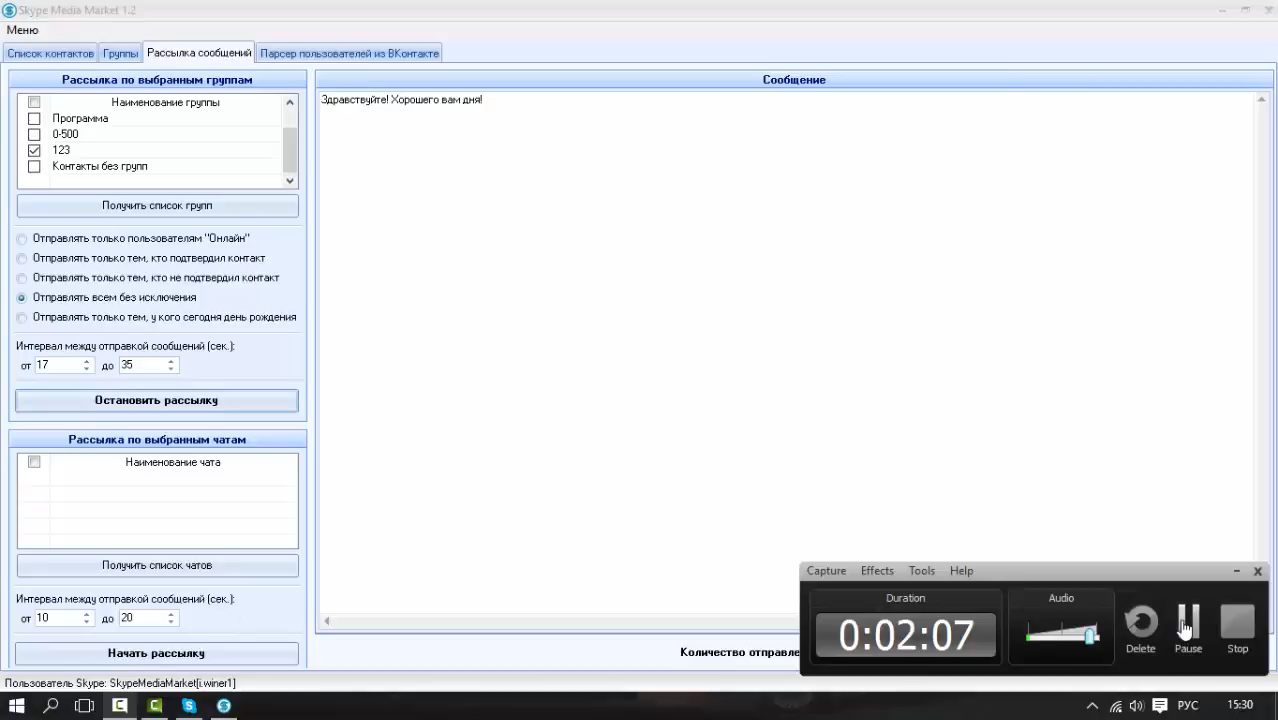 Skype Media Market 1.2
Меню
Список контактов
Группы
Рассылка сообщений
Парсер пользователей из ВКонтакте
Рассылка по выбранным группам
Наименование группы
Программа
0-500
123
Контакты без групп
Получить список групп
Отправлять только пользователям "Онлайн"
Отправлять только тем, кто подтвердил контакт
Отправлять только тем, кто не подтвердил контакт
Отправлять всем без исключения
Отправлять только тем, у кого сегодня день рождения
Интервал между отправкой сообщений (сек.):
от 17 до 35
Остановить рассылку
Рассылка по выбранным чатам
Наименование чата
Получить список чатов
Интервал между отправкой сообщений (сек.):
от 10 до 20
Начать рассылку
Сообщение
Здравствуйте! Хорошего вам дня!
Количество отправле
Capture Effects Tools Help
Duration
0:02:07
Audio
Delete
Pause
Stop
Пользователь Skype: SkypeMediaMarket[i.winer1]
РУС
15:30